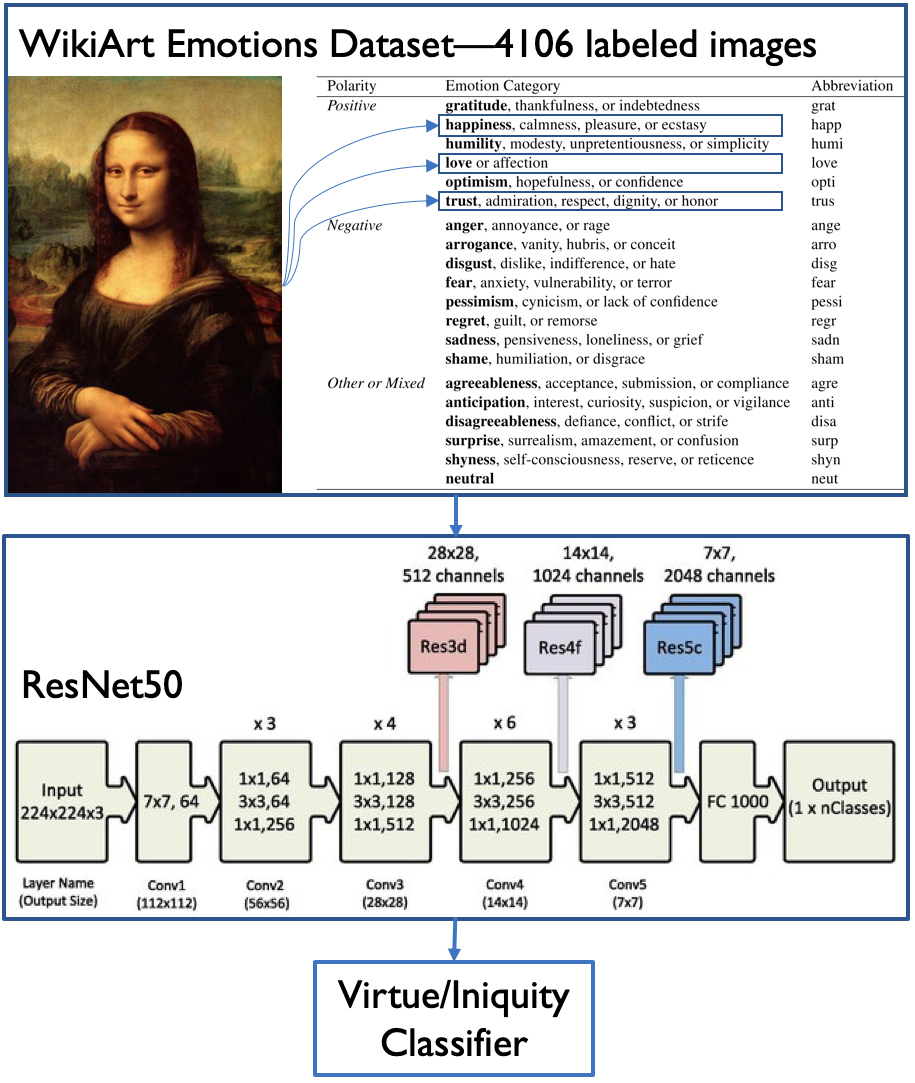 WikiArt Emotions Dataset—4106 labeled images
Polarity Emotion Category Abbreviation
Positive gratitude, thankfulness, or indebtedness grat
happiness, calmness, pleasure, or ecstasy happ
humility, modesty, unpretentiousness, or simplicity humi
love or affection love
optimism, hopefulness, or confidence opti
trust, admiration, respect, dignity, or honor trus
Negative anger, annoyance, or rage ange
arrogance, vanity, hubris, or conceit arro
disgust, dislike, indifference, or hate disg
fear, anxiety, vulnerability, or terror fear
pessimism, cynicism, or lack of confidence pessi
regret, guilt, or remorse regr
sadness, pensiveness, loneliness, or grief sadn
shame, humiliation, or disgrace sham
Other or Mixed agreeableness, acceptance, submission, or compliance agre
anticipation, interest, curiosity, suspicion, or vigilance anti
disagreeableness, defiance, conflict, or strife disa
surprise, surrealism, amazement, or confusion surp
shyness, self-consciousness, reserve, or reticence shyn
neutral neut
28x28, 14x14, 7x7,
512 channels 1024 channels 2048 channels
Res3d Res4f Res5c
ResNet50
x 3 x 4 x 6 x 3
Input
224x224x3
7x7, 64
1x1,64
3x3,64
1x1,256
1x1,128
3x3,128
1x1,512
1x1,256
3x3,256
1x1,1024
1x1,512
3x3,512
1x1,2048
FC 1000
Output
(1 x nClasses)
Layer Name Conv1 Conv2 Conv3 Conv4 Conv5
(Output Size) (112x112) (56x56) (28x28) (14x14) (7x7)
Virtue/Iniquity
Classifier